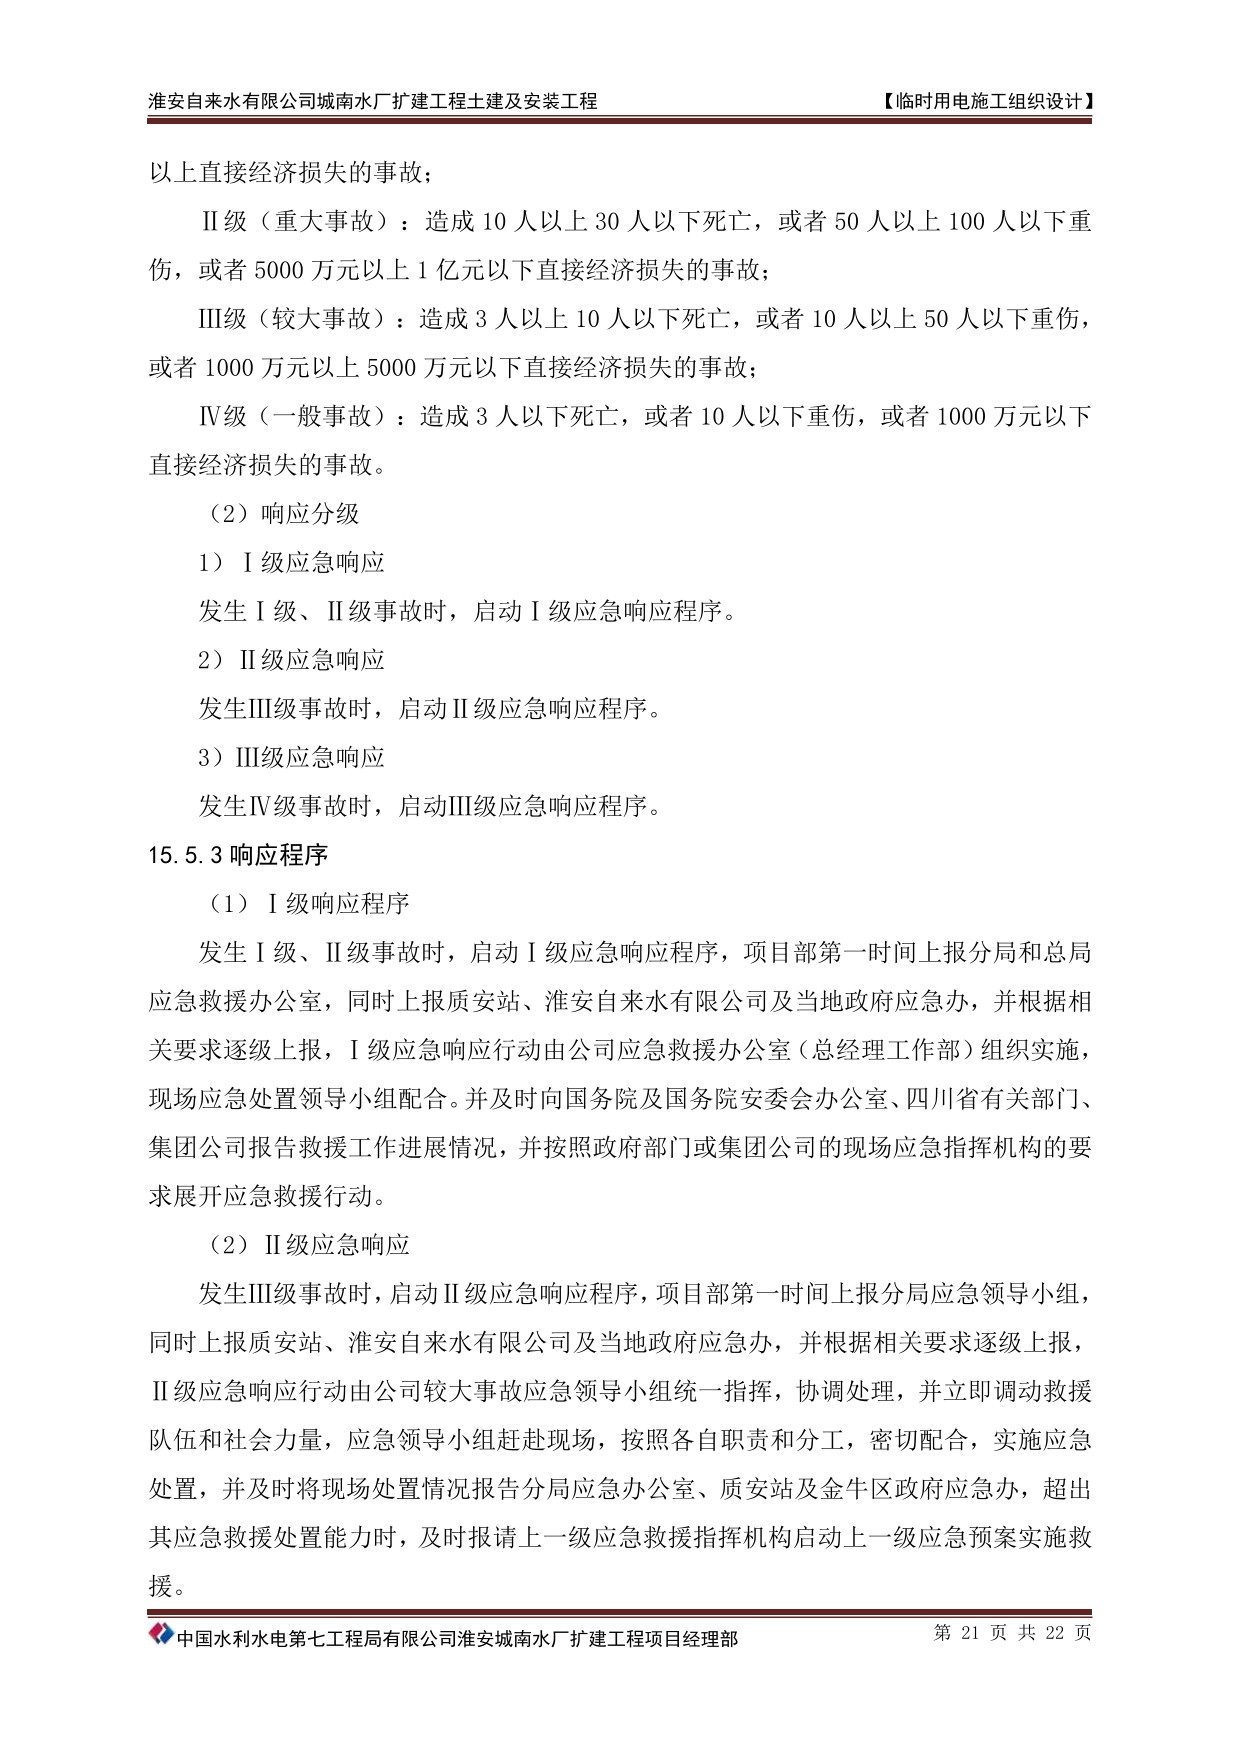 淮安自来水有限公司城南水厂扩建工程土建及安装工程 【临时用电施工组织设计】
以上直接经济损失的事故；
Ⅱ级（重大事故）：造成 10 人以上 30 人以下死亡，或者 50 人以上 100 人以下重
伤，或者 5000 万元以上 1 亿元以下直接经济损失的事故；
Ⅲ级（较大事故）：造成 3 人以上 10 人以下死亡，或者 10 人以上 50 人以下重伤，
或者 1000 万元以上 5000 万元以下直接经济损失的事故；
Ⅳ级（一般事故）：造成 3 人以下死亡，或者 10 人以下重伤，或者 1000 万元以下
直接经济损失的事故。
（2）响应分级
1）Ⅰ级应急响应
发生Ⅰ级、Ⅱ级事故时，启动Ⅰ级应急响应程序。
2）Ⅱ级应急响应
发生Ⅲ级事故时，启动Ⅱ级应急响应程序。
3）Ⅲ级应急响应
发生Ⅳ级事故时，启动Ⅲ级应急响应程序。
15.5.3 响应程序
（1）Ⅰ级响应程序
发生Ⅰ级、Ⅱ级事故时，启动Ⅰ级应急响应程序，项目部第一时间上报分局和总局
应急救援办公室，同时上报质安站、淮安自来水有限公司及当地政府应急办，并根据相
关要求逐级上报，Ⅰ级应急响应行动由公司应急救援办公室（总经理工作部）组织实施，
现场应急处置领导小组配合。并及时向国务院及国务院安委会办公室、四川省有关部门、
集团公司报告救援工作进展情况，并按照政府部门或集团公司的现场应急指挥机构的要
求展开应急救援行动。
（2）Ⅱ级应急响应
发生Ⅲ级事故时，启动Ⅱ级应急响应程序，项目部第一时间上报分局应急领导小组，
同时上报质安站、淮安自来水有限公司及当地政府应急办，并根据相关要求逐级上报，
Ⅱ级应急响应行动由公司较大事故应急领导小组统一指挥，协调处理，并立即调动救援
队伍和社会力量，应急领导小组赶赴现场，按照各自职责和分工，密切配合，实施应急
处置，并及时将现场处置情况报告分局应急办公室、质安站及金牛区政府应急办，超出
其应急救援处置能力时，及时报请上一级应急救援指挥机构启动上一级应急预案实施救
援。
中国水利水电第七工程局有限公司淮安城南水厂扩建工程项目经理部 第 21 页 共 22 页